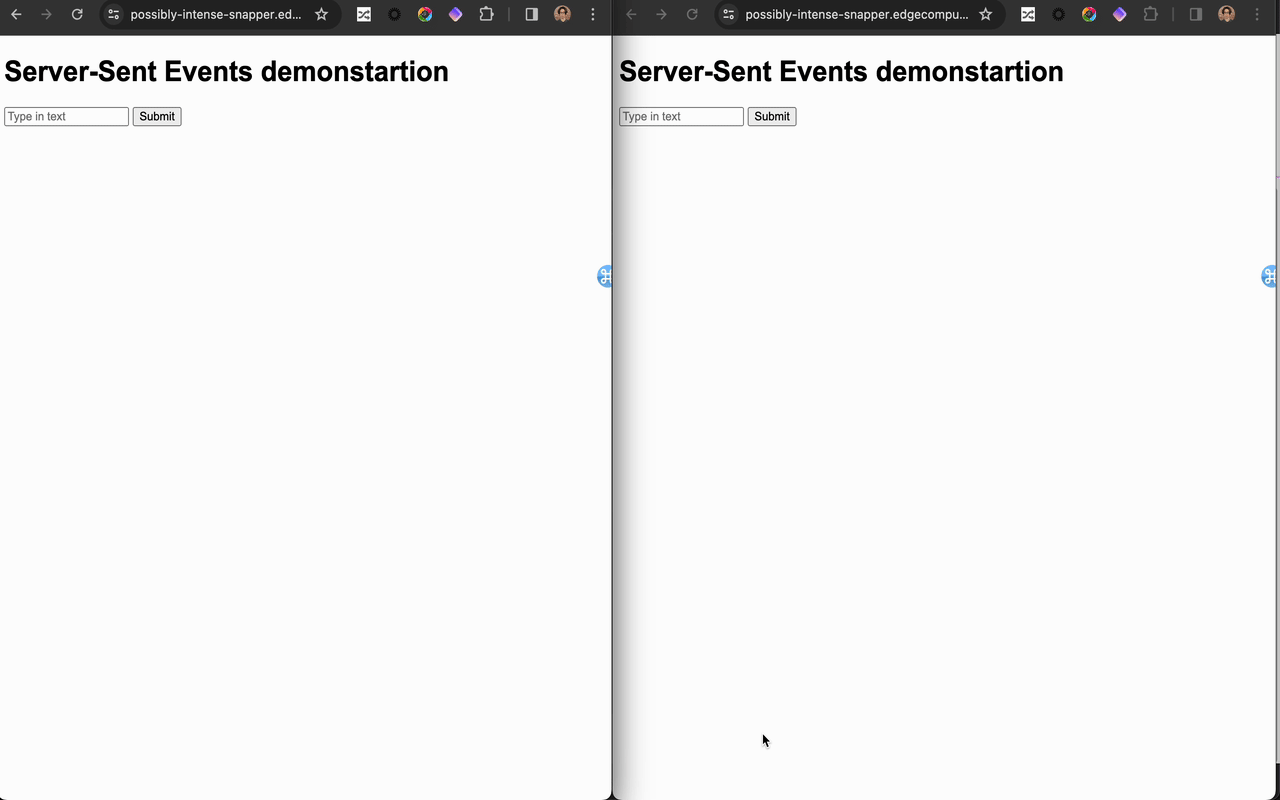 possibly-intense-snapper.ed...
Server-Sent Events demonstartion
Type in text Submit
possibly-intense-snapper.edgecompu...
Server-Sent Events demonstartion
Type in text Submit